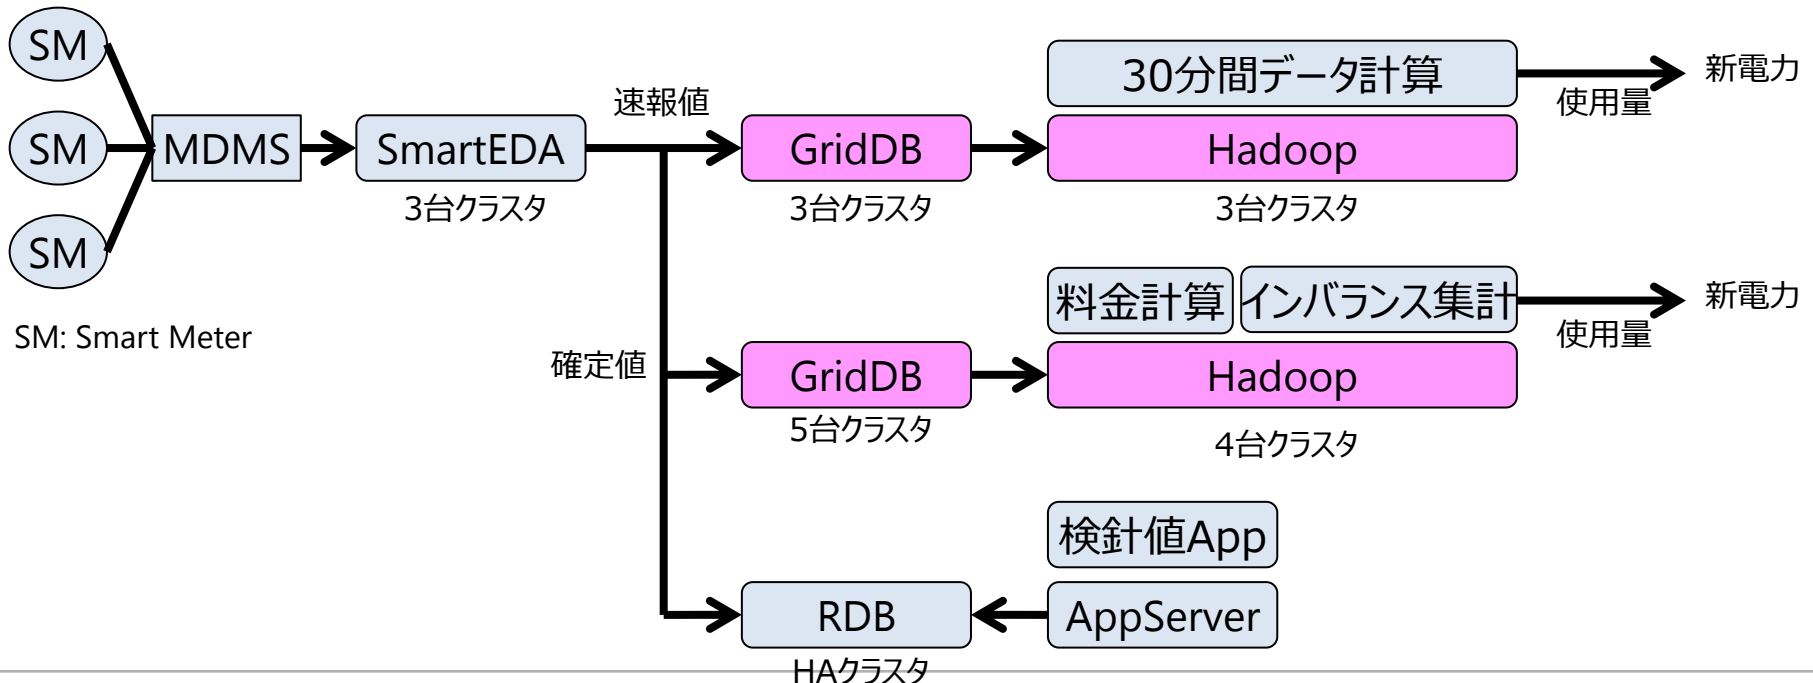 SM
SM
SM
SM: Smart Meter
MDMS
SmartEDA
3台クラスタ
速報値
GridDB
3台クラスタ
30分間データ計算
Hadoop
3台クラスタ
使用量
新電力
確定値
GridDB
5台クラスタ
料金計算
インバランス集計
Hadoop
4台クラスタ
使用量
新電力
RDB
HAクラスタ
検針値App
AppServer